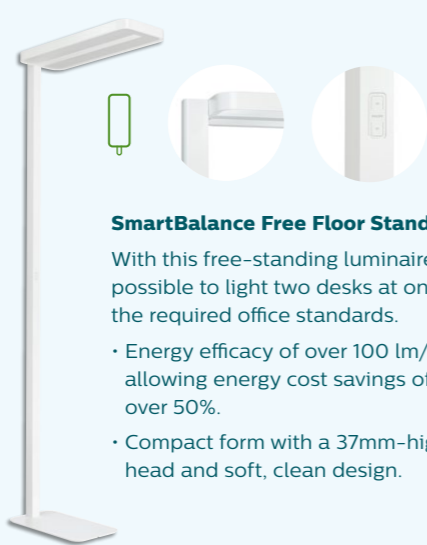 SmartBalance Free Floor Stand
With this free-standing luminaire
possible to light two desks at on
the required office standards.
• Energy efficacy of over 100 lm/
allowing energy cost savings of
over 50%.
• Compact form with a 37mm-hig
head and soft, clean design.